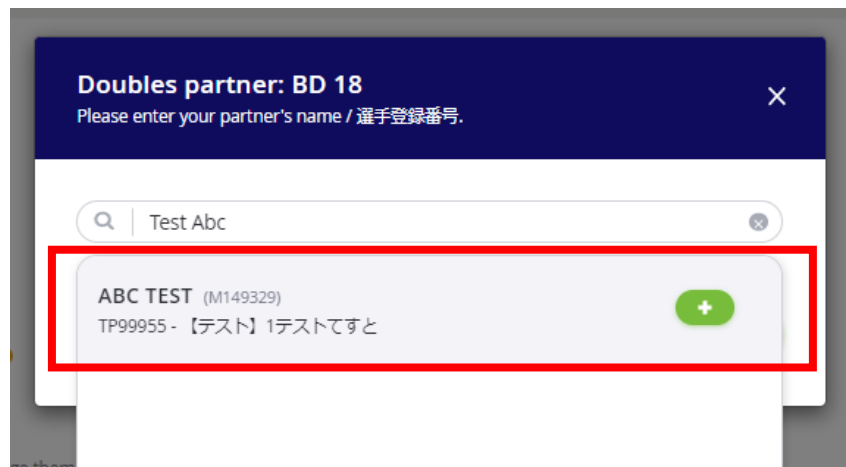 Doubles partner: BD 18
Please enter your partner's name / 選手登録番号.
Test Abc
ABC TEST (M149329)
TP99955 - 【テスト】1テストてすと